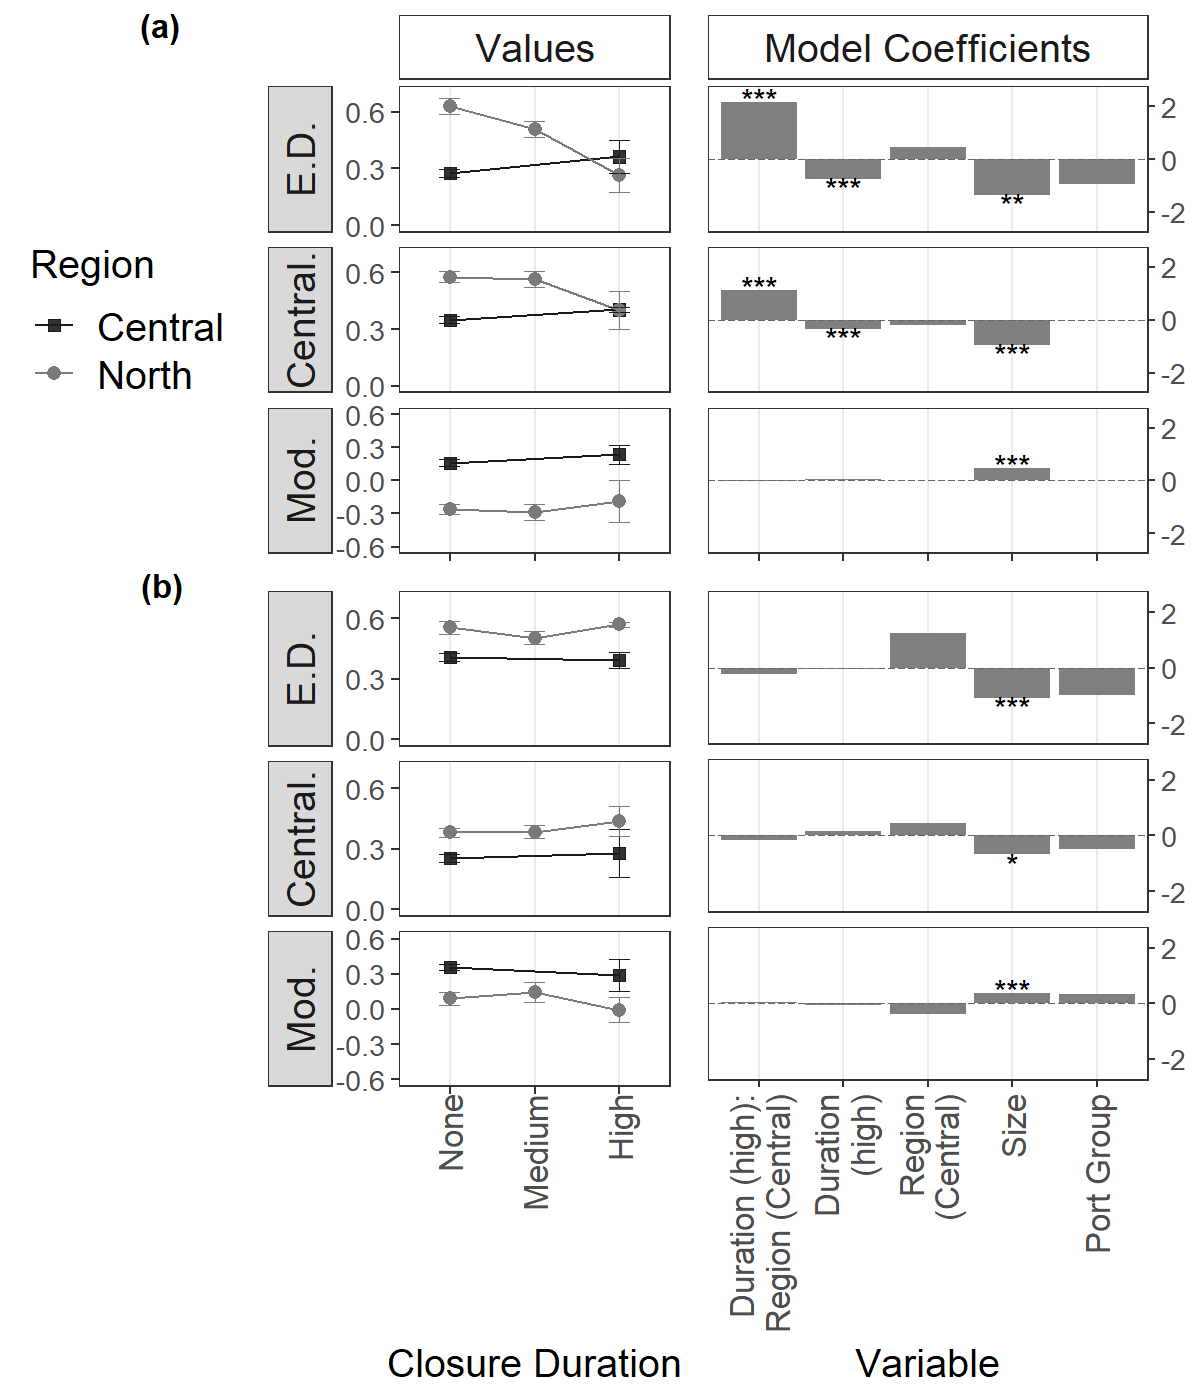 (a)
Values
Model Coefficients
E.D.
0.6
0.3
0.0
2
0
-2
Region
Central
North
Central.
0.6
0.3
0.0
2
0
-2
Mod.
0.6
0.3
0.0
-0.3
-0.6
2
0
-2
***
***
**
***
***
***
***
(b)
E.D.
0.6
0.3
0.0
2
0
-2
***
Central.
0.6
0.3
0.0
2
0
-2
*
Mod.
0.6
0.3
0.0
-0.3
-0.6
2
0
-2
***
None
Medium
High
Duration (high):
Region (Central)
Duration
(high)
Region
(Central)
Size
Port Group
Closure Duration
Variable